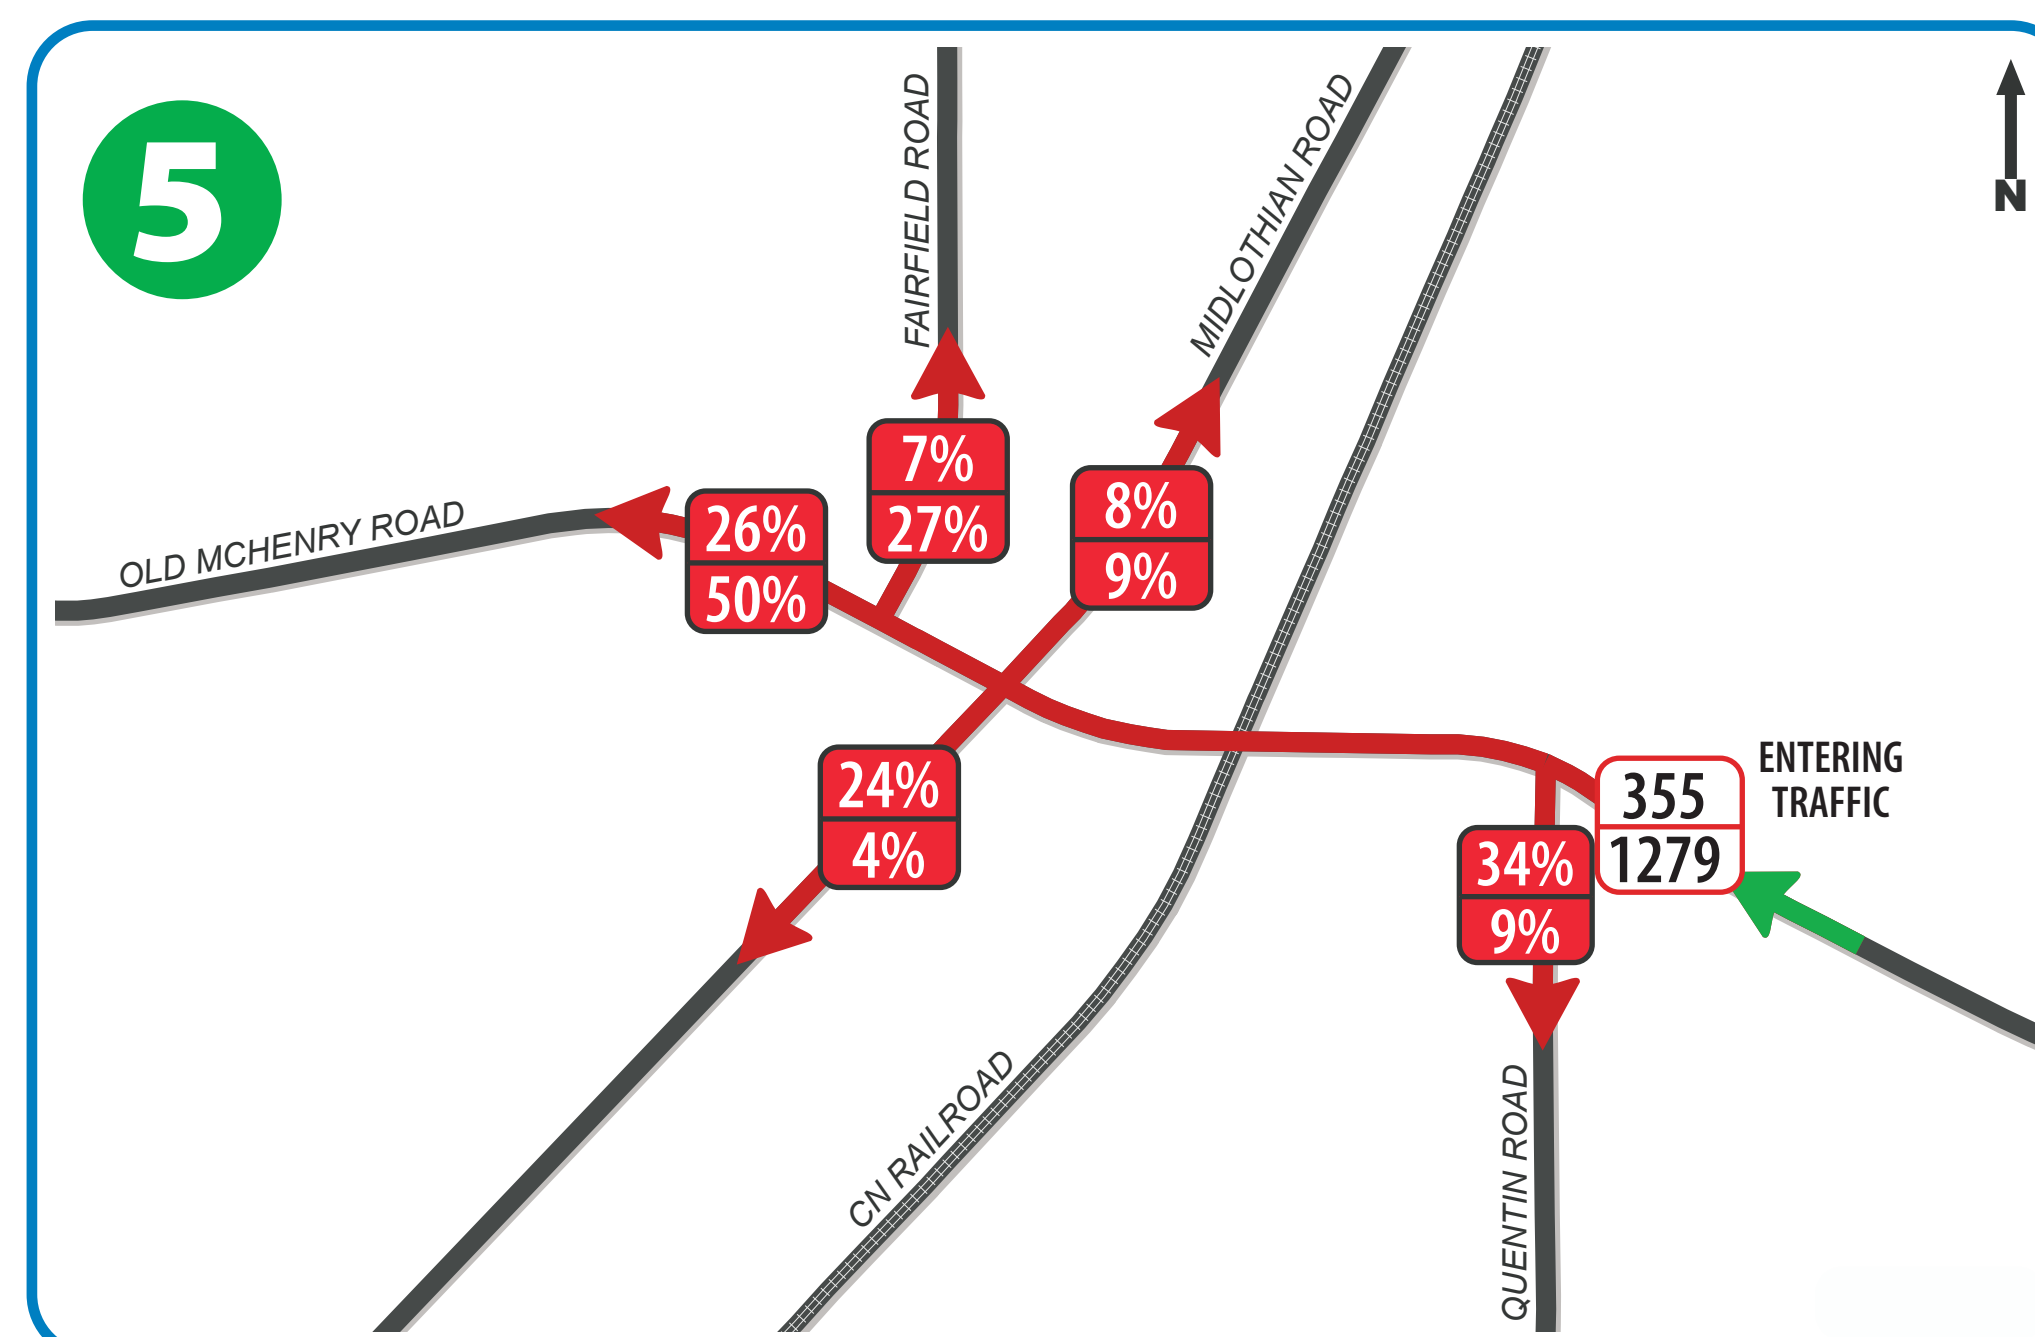 5
FAIRFIELD ROAD
MIDLOTHIAN ROAD
N
OLD MCHENRY ROAD
7%
27%
8%
9%
26%
50%
24%
4%
ENTERING
TRAFFIC
355
1279
34%
9%
CN RAILROAD
QUENTIN ROAD